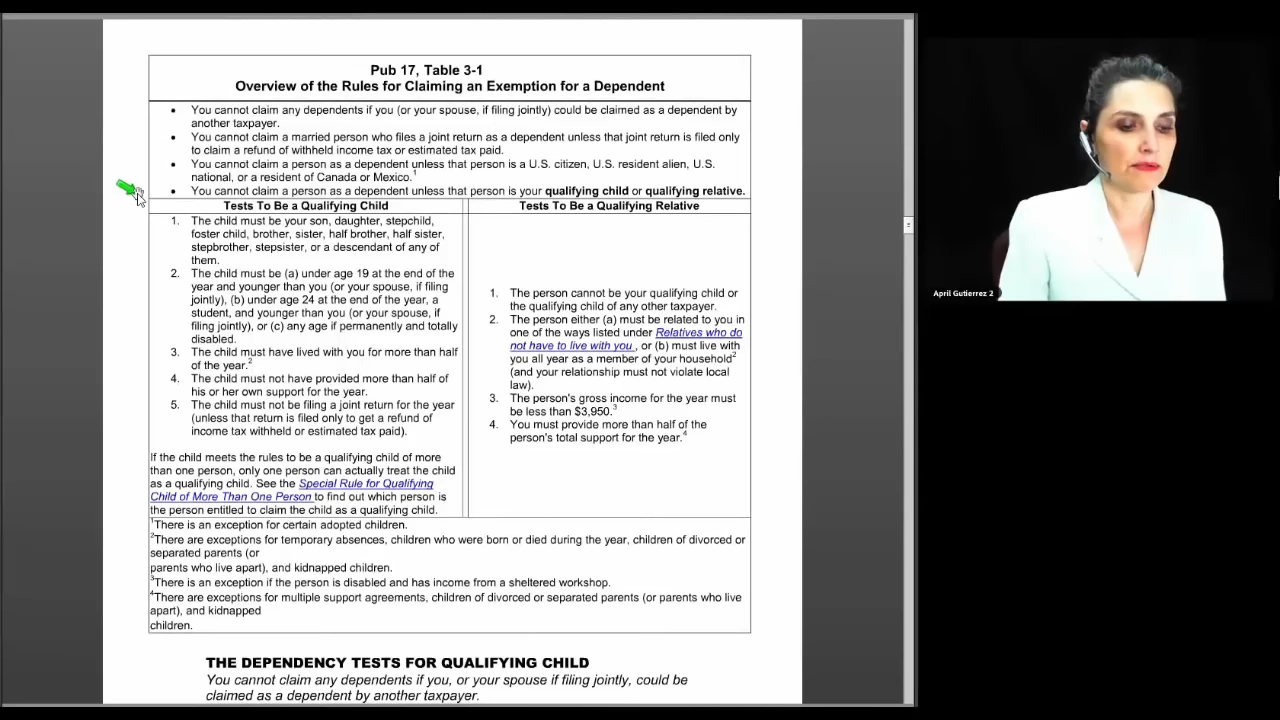 Pub 17, Table 3-1
Overview of the Rules for Claiming an Exemption for a Dependent
• You cannot claim any dependents if you (or your spouse, if filing jointly) could be claimed as a dependent by
another taxpayer.
• You cannot claim a married person who files a joint return as a dependent unless that joint return is filed only
to claim a refund of withheld income tax or estimated tax paid.
• You cannot claim a person as a dependent unless that person is a U.S. citizen, U.S. resident alien, U.S.
national, or a resident of Canada or Mexico.1
• You cannot claim a person as a dependent unless that person is your qualifying child or qualifying relative.
Tests To Be a Qualifying Child
1. The child must be your son, daughter, stepchild,
foster child, brother, sister, half brother, half sister,
stepbrother, stepsister, or a descendant of any of
them.
2. The child must be (a) under age 19 at the end of the
year and younger than you (or your spouse, if filing
jointly), (b) under age 24 at the end of the year, a
student, and younger than you (or your spouse, if
filing jointly), or (c) any age if permanently and totally
disabled.
3. The child must have lived with you for more than half
of the year.2
4. The child must not have provided more than half of
his or her own support for the year.
5. The child must not be filing a joint return for the year
(unless that return is filed only to get a refund of
income tax withheld or estimated tax paid).
If the child meets the rules to be a qualifying child of more
than one person, only one person can actually treat the child
as a qualifying child. See the Special Rule for Qualifying
Child of More Than One Person to find out which person is
the person entitled to claim the child as a qualifying child.
Tests To Be a Qualifying Relative
1. The person cannot be your qualifying child or
the qualifying child of any other taxpayer.
2. The person either (a) must be related to you in
one of the ways listed under Relatives who do
not have to live with you , or (b) must live with
you all year as a member of your household2
(and your relationship must not violate local
law).
3. The person's gross income for the year must
be less than $3,950.3
4. You must provide more than half of the
person's total support for the year.4
1There is an exception for certain adopted children.
2There are exceptions for temporary absences, children who were born or died during the year, children of divorced or
separated parents (or
parents who live apart), and kidnapped children.
3There is an exception if the person is disabled and has income from a sheltered workshop.
4There are exceptions for multiple support agreements, children of divorced or separated parents (or parents who live
apart), and kidnapped
children.
THE DEPENDENCY TESTS FOR QUALIFYING CHILD
You cannot claim any dependents if you, or your spouse if filing jointly, could be
claimed as a dependent by another taxpayer.
April Gutierrez 2